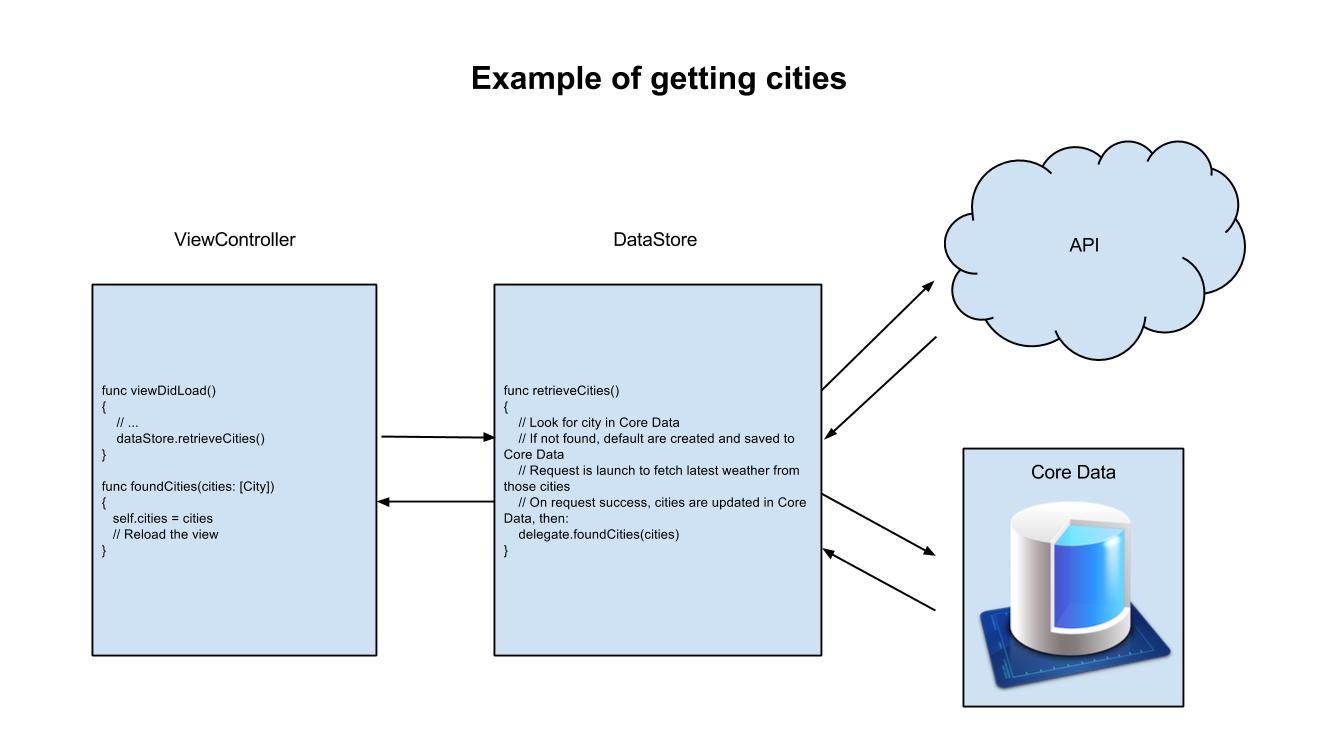 Example of getting cities
ViewController
DataStore
API
func viewDidLoad()
{
// ...
dataStore.retrieveCities()
}
func foundCities(cities: [City])
{
self.cities = cities
// Reload the view
}
func retrieveCities()
{
// Look for city in Core Data
// If not found, default are created and saved to
Core Data
// Request is launch to fetch latest weather from
those cities
// On request success, cities are updated in Core
Data, then:
delegate.foundCities(cities)
}
Core Data